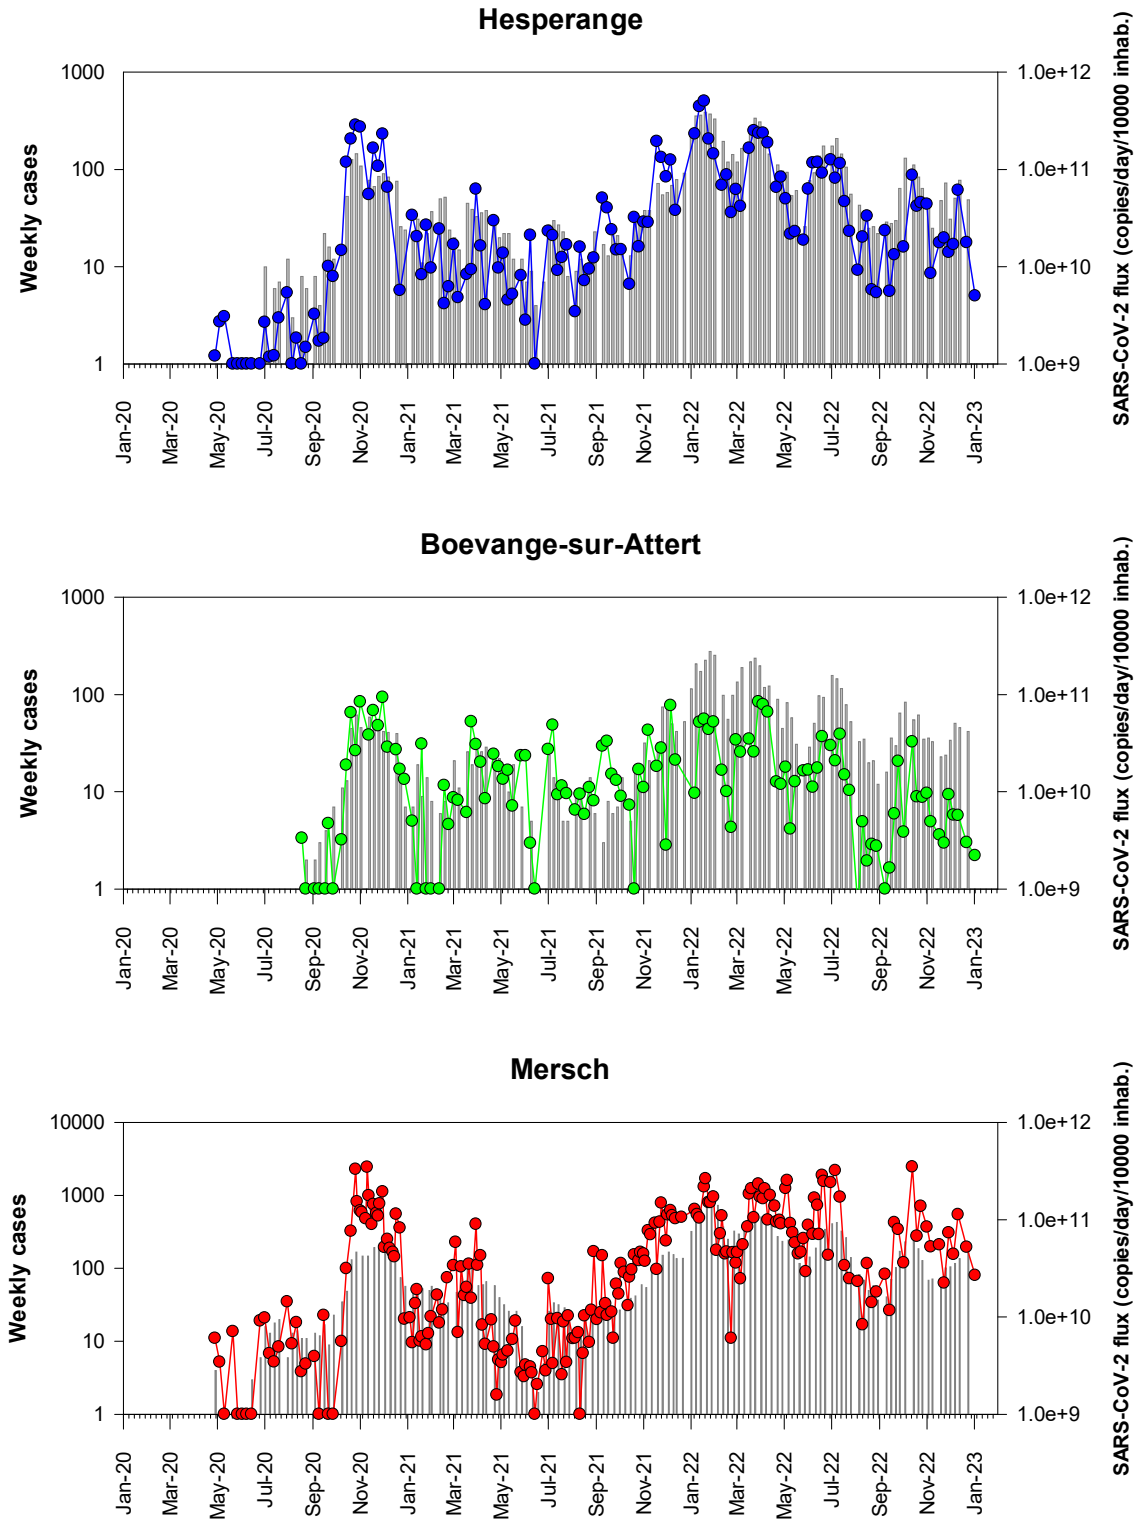 Hesperange
Weekly cases
SARS-CoV-2 flux (copies/day/10000 inhab.)
1000
100
10
1
1.0e+12
1.0e+11
1.0e+10
1.0e+9
Jan-20
Mar-20
May-20
Jul-20
Sep-20
Nov-20
Jan-21
Mar-21
May-21
Jul-21
Sep-21
Nov-21
Jan-22
Mar-22
May-22
Jul-22
Sep-22
Nov-22
Jan-23
Boevange-sur-Attert
Weekly cases
SARS-CoV-2 flux (copies/day/10000 inhab.)
1000
100
10
1
1.0e+12
1.0e+11
1.0e+10
1.0e+9
Jan-20
Mar-20
May-20
Jul-20
Sep-20
Nov-20
Jan-21
Mar-21
May-21
Jul-21
Sep-21
Nov-21
Jan-22
Mar-22
May-22
Jul-22
Sep-22
Nov-22
Jan-23
Mersch
Weekly cases
SARS-CoV-2 flux (copies/day/10000 inhab.)
10000
1000
100
10
1
1.0e+12
1.0e+11
1.0e+10
1.0e+9
Jan-20
Mar-20
May-20
Jul-20
Sep-20
Nov-20
Jan-21
Mar-21
May-21
Jul-21
Sep-21
Nov-21
Jan-22
Mar-22
May-22
Jul-22
Sep-22
Nov-22
Jan-23